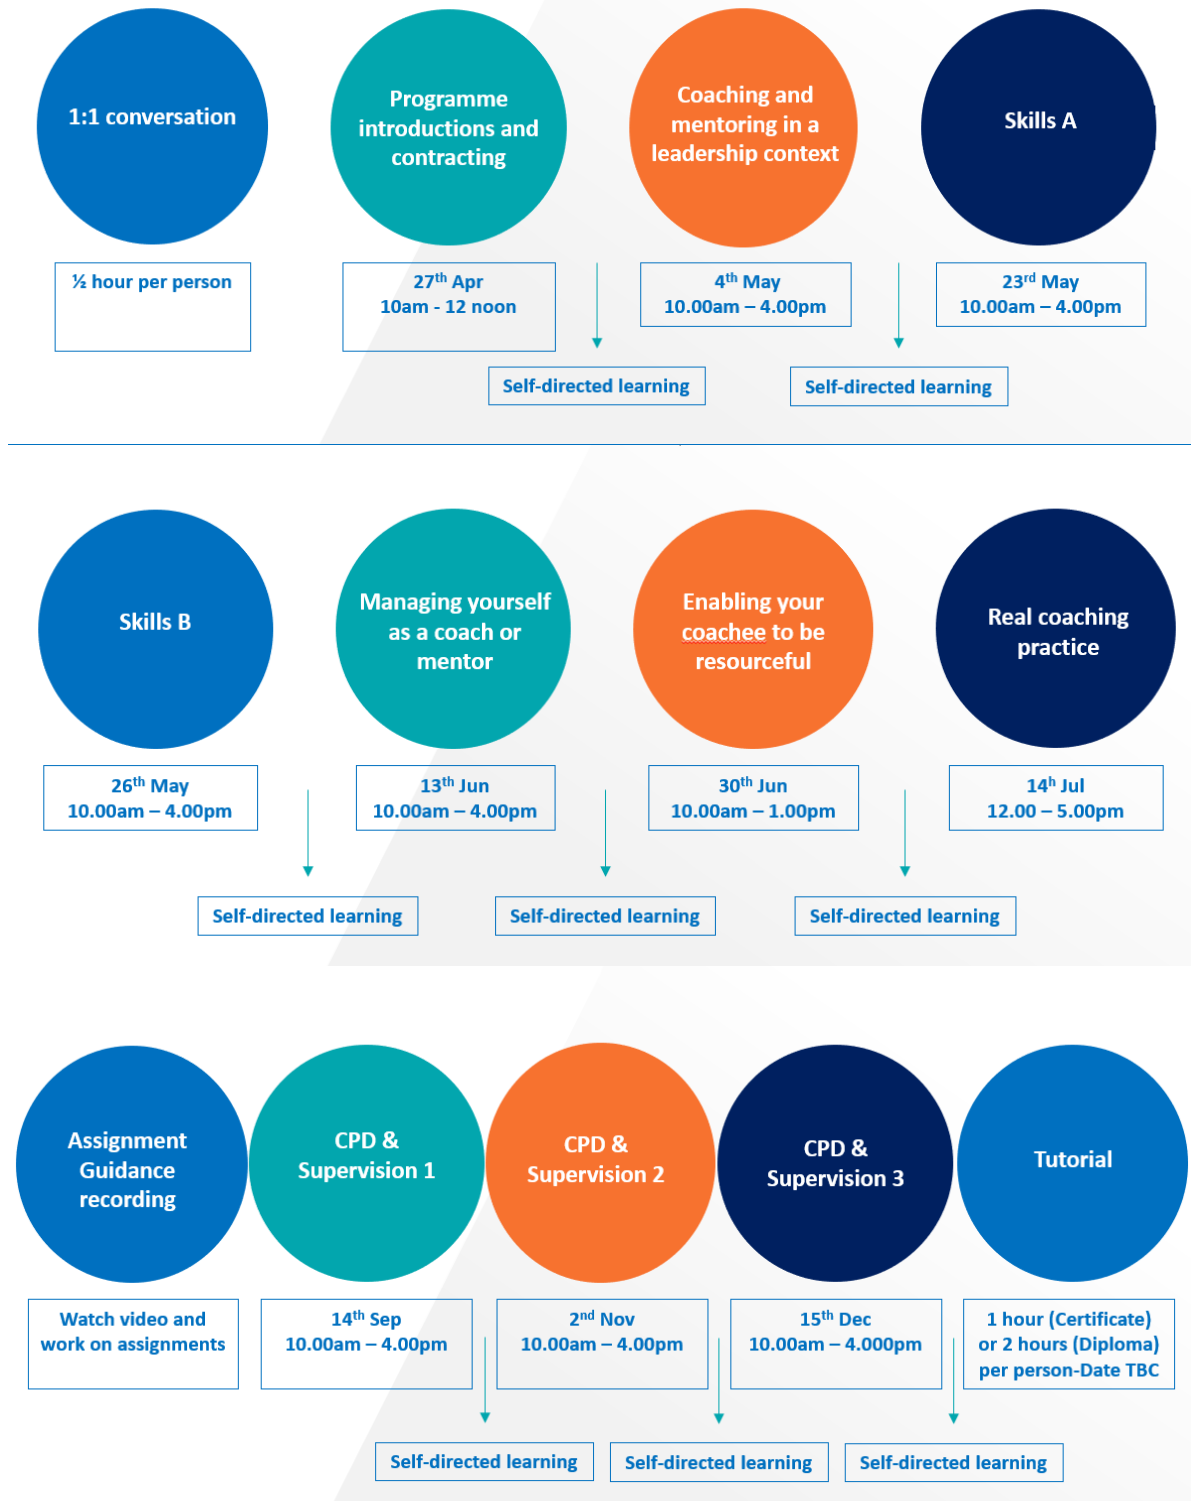 1:1 conversation
Programme
introductions and
contracting
Coaching and
mentoring in a
leadership context
Skills A
½ hour per person
27th Apr
10am - 12 noon
4th May
10.00am – 4.00pm
23rd May
10.00am – 4.00pm
Self-directed learning
Self-directed learning
Skills B
Managing yourself
as a coach or
mentor
Enabling your
coachee to be
resourceful
Real coaching
practice
26th May
10.00am – 4.00pm
13th Jun
10.00am – 4.00pm
30th Jun
10.00am – 1.00pm
14h Jul
12.00 – 5.00pm
Self-directed learning
Self-directed learning
Self-directed learning
Assignment
Guidance
recording
CPD &
Supervision 1
CPD &
Supervision 2
CPD &
Supervision 3
Tutorial
Watch video and
work on assignments
14th Sep
10.00am – 4.00pm
2nd Nov
10.00am – 4.00pm
15th Dec
10.00am – 4.000pm
1 hour (Certificate)
or 2 hours (Diploma)
per person-Date TBC
Self-directed learning
Self-directed learning
Self-directed learning